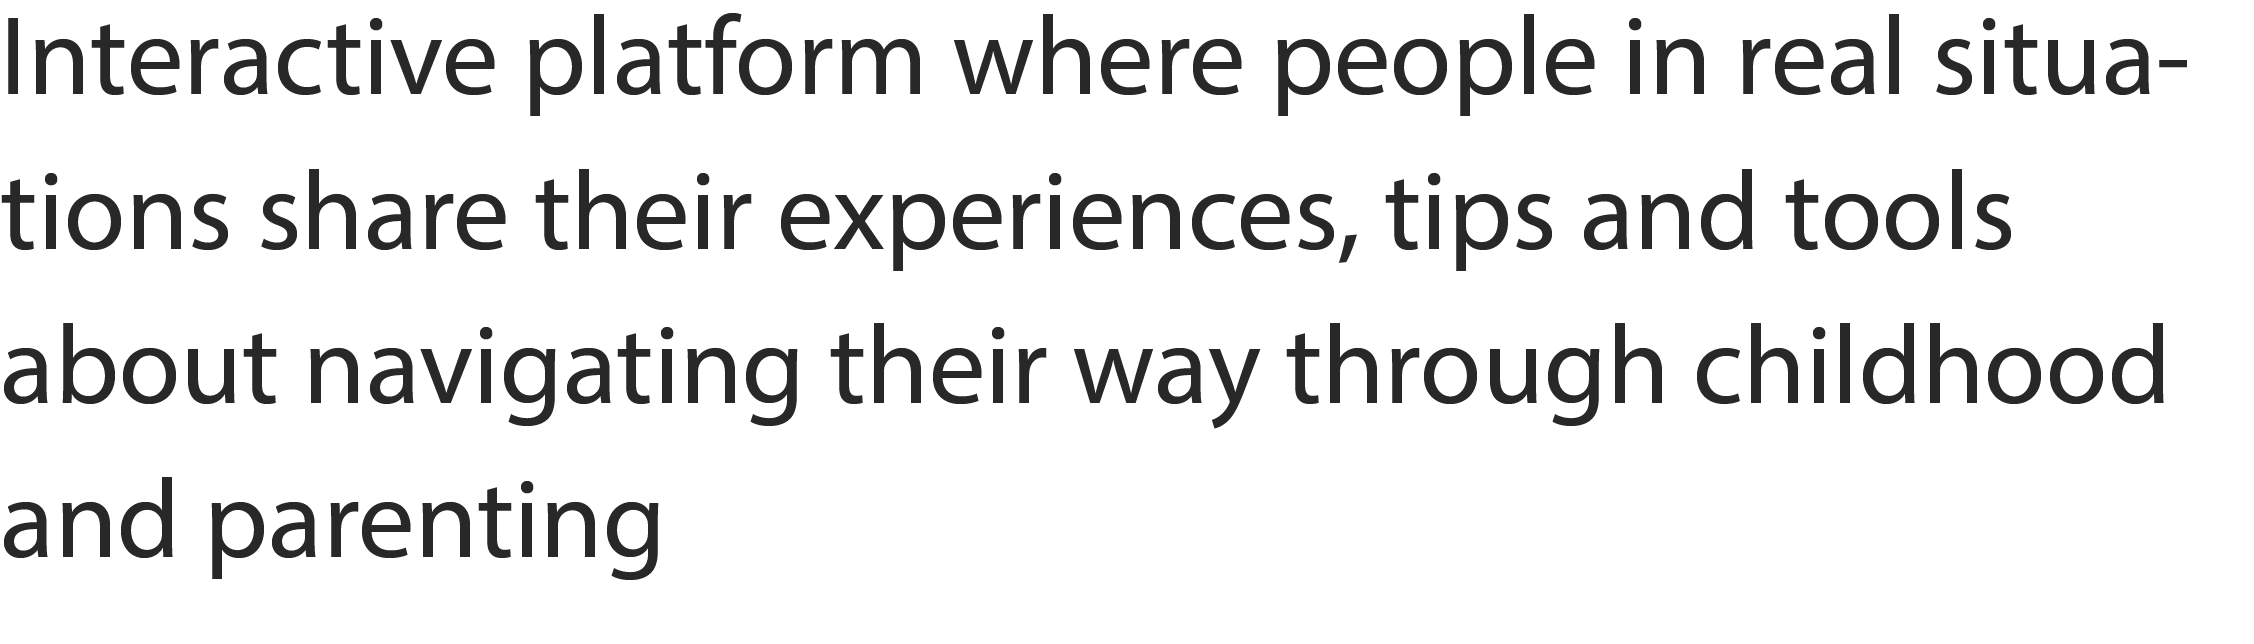 Interactive platform where people in real situa-
tions share their experiences, tips and tools
about navigating their way through childhood
and parenting